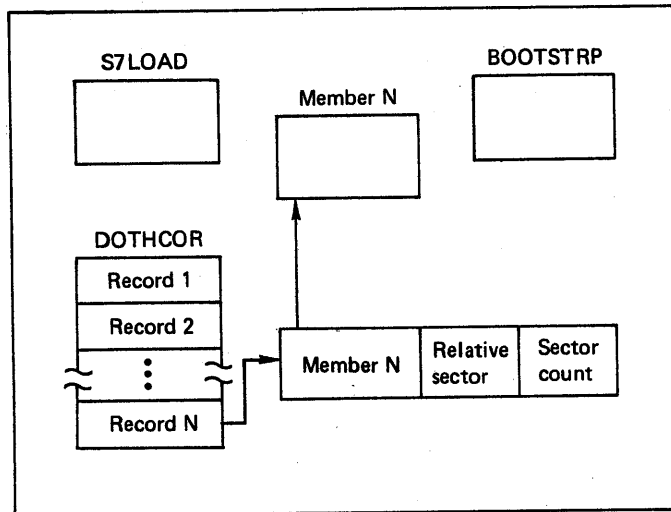 S7LOAD
BOOTSTRP
Member N
DOTHCOR
Record 1
Record 2
Record N
Member N
Relative
sector
Sector
count